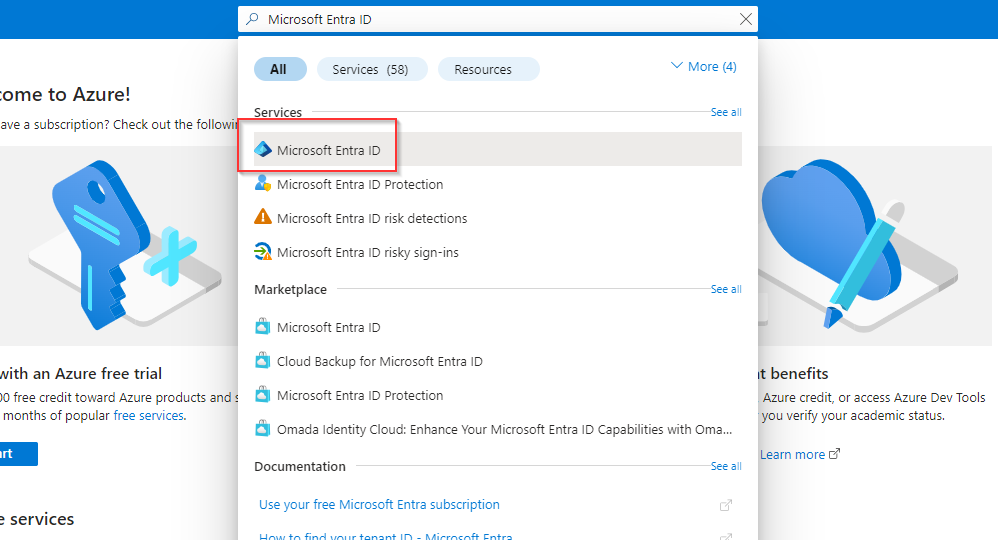 Microsoft Entra ID
All
Services (58)
Resources
More (4)
come to Azure!
Services
See all
ave a subscription? Check out the followin
Microsoft Entra ID
Microsoft Entra ID Protection
Microsoft Entra ID risk detections
Microsoft Entra ID risky sign-ins
Marketplace
See all
Microsoft Entra ID
Cloud Backup for Microsoft Entra ID
Microsoft Entra ID Protection
Omada Identity Cloud: Enhance Your Microsoft Entra ID Capabilities with Oma...
Documentation
See all
Use your free Microsoft Entra subscription
How to find your tenant ID - Microsoft Entra
with an Azure free trial
00 free credit toward Azure products and s
months of popular free services.
art
e services
t benefits
Azure credit, or access Azure Dev Tools
you verify your academic status.
Learn more